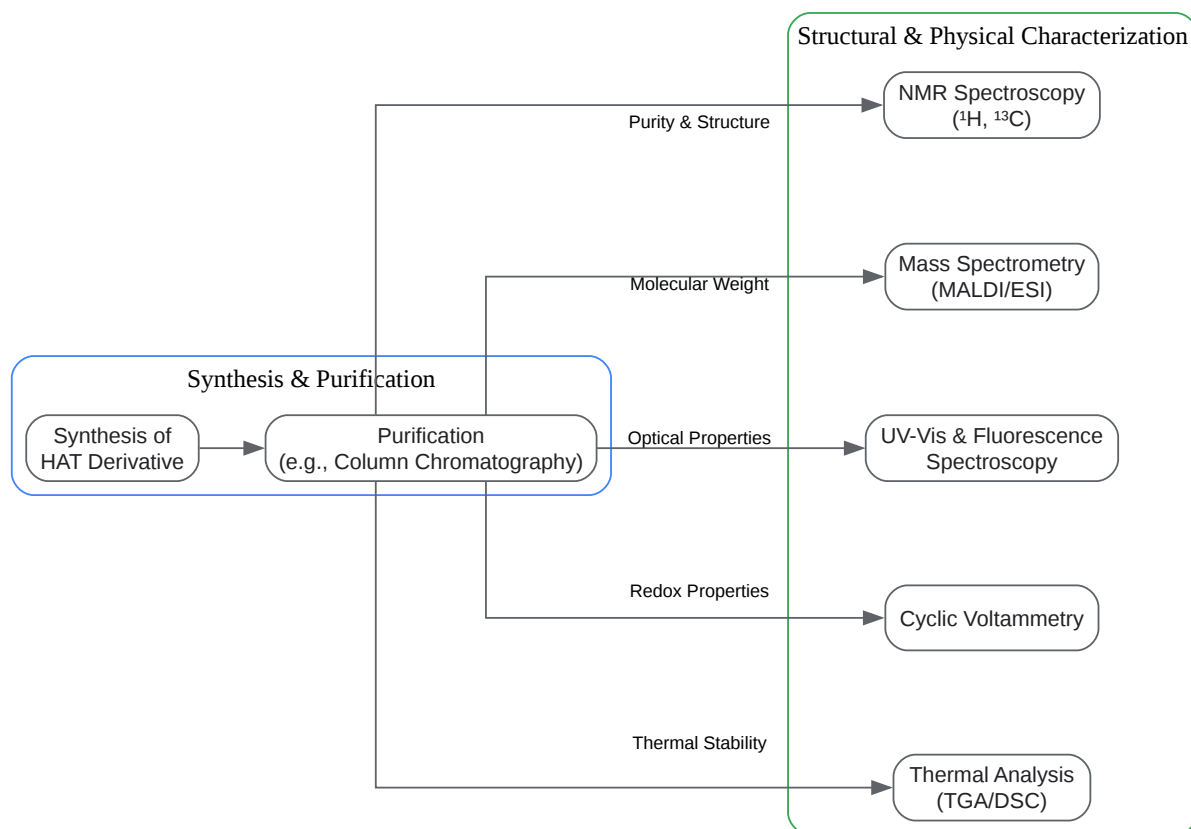 Structural & Physical Characterization
NMR Spectroscopy
(¹H, ¹³C)
Purity & Structure
Mass Spectrometry
(MALDI/ESI)
Molecular Weight
Synthesis & Purification
Synthesis of
HAT Derivative
Purification
(e.g., Column Chromatography)
Optical Properties
UV-Vis & Fluorescence
Spectroscopy
Redox Properties
Cyclic Voltammetry
Thermal Stability
Thermal Analysis
(TGA/DSC)